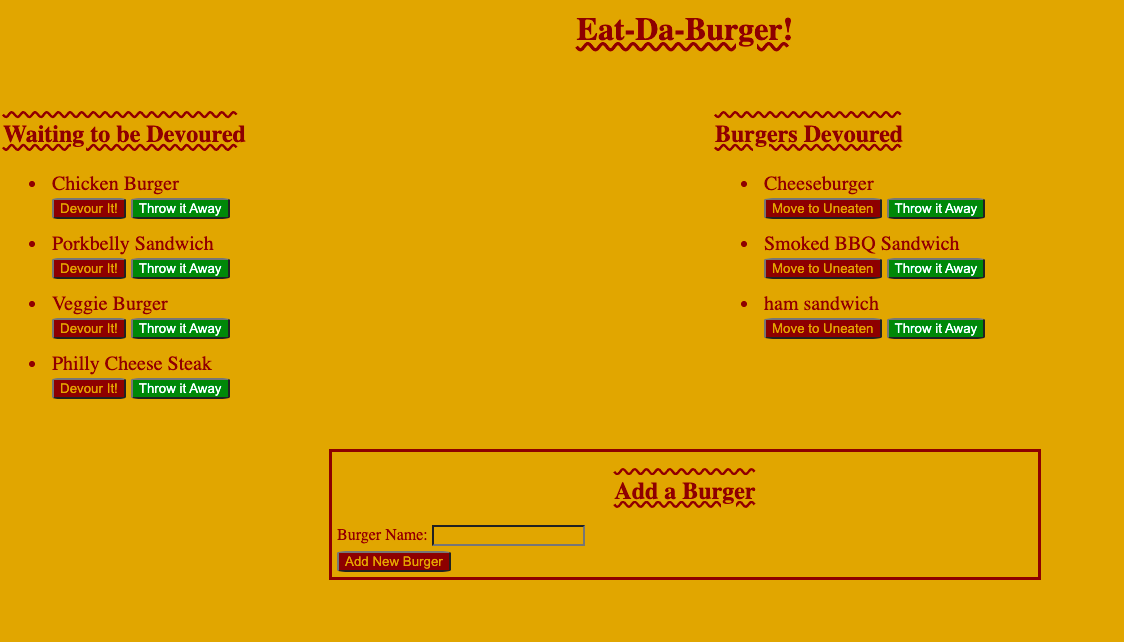 Eat-Da-Burger!
Waiting to be Devoured
Chicken Burger
Devour It! Throw it Away
Porkbelly Sandwich
Devour It! Throw it Away
Veggie Burger
Devour It! Throw it Away
Philly Cheese Steak
Devour It! Throw it Away
Burgers Devoured
Cheeseburger
Move to Uneaten Throw it Away
Smoked BBQ Sandwich
Move to Uneaten Throw it Away
ham sandwich
Move to Uneaten Throw it Away
Add a Burger
Burger Name:
Add New Burger